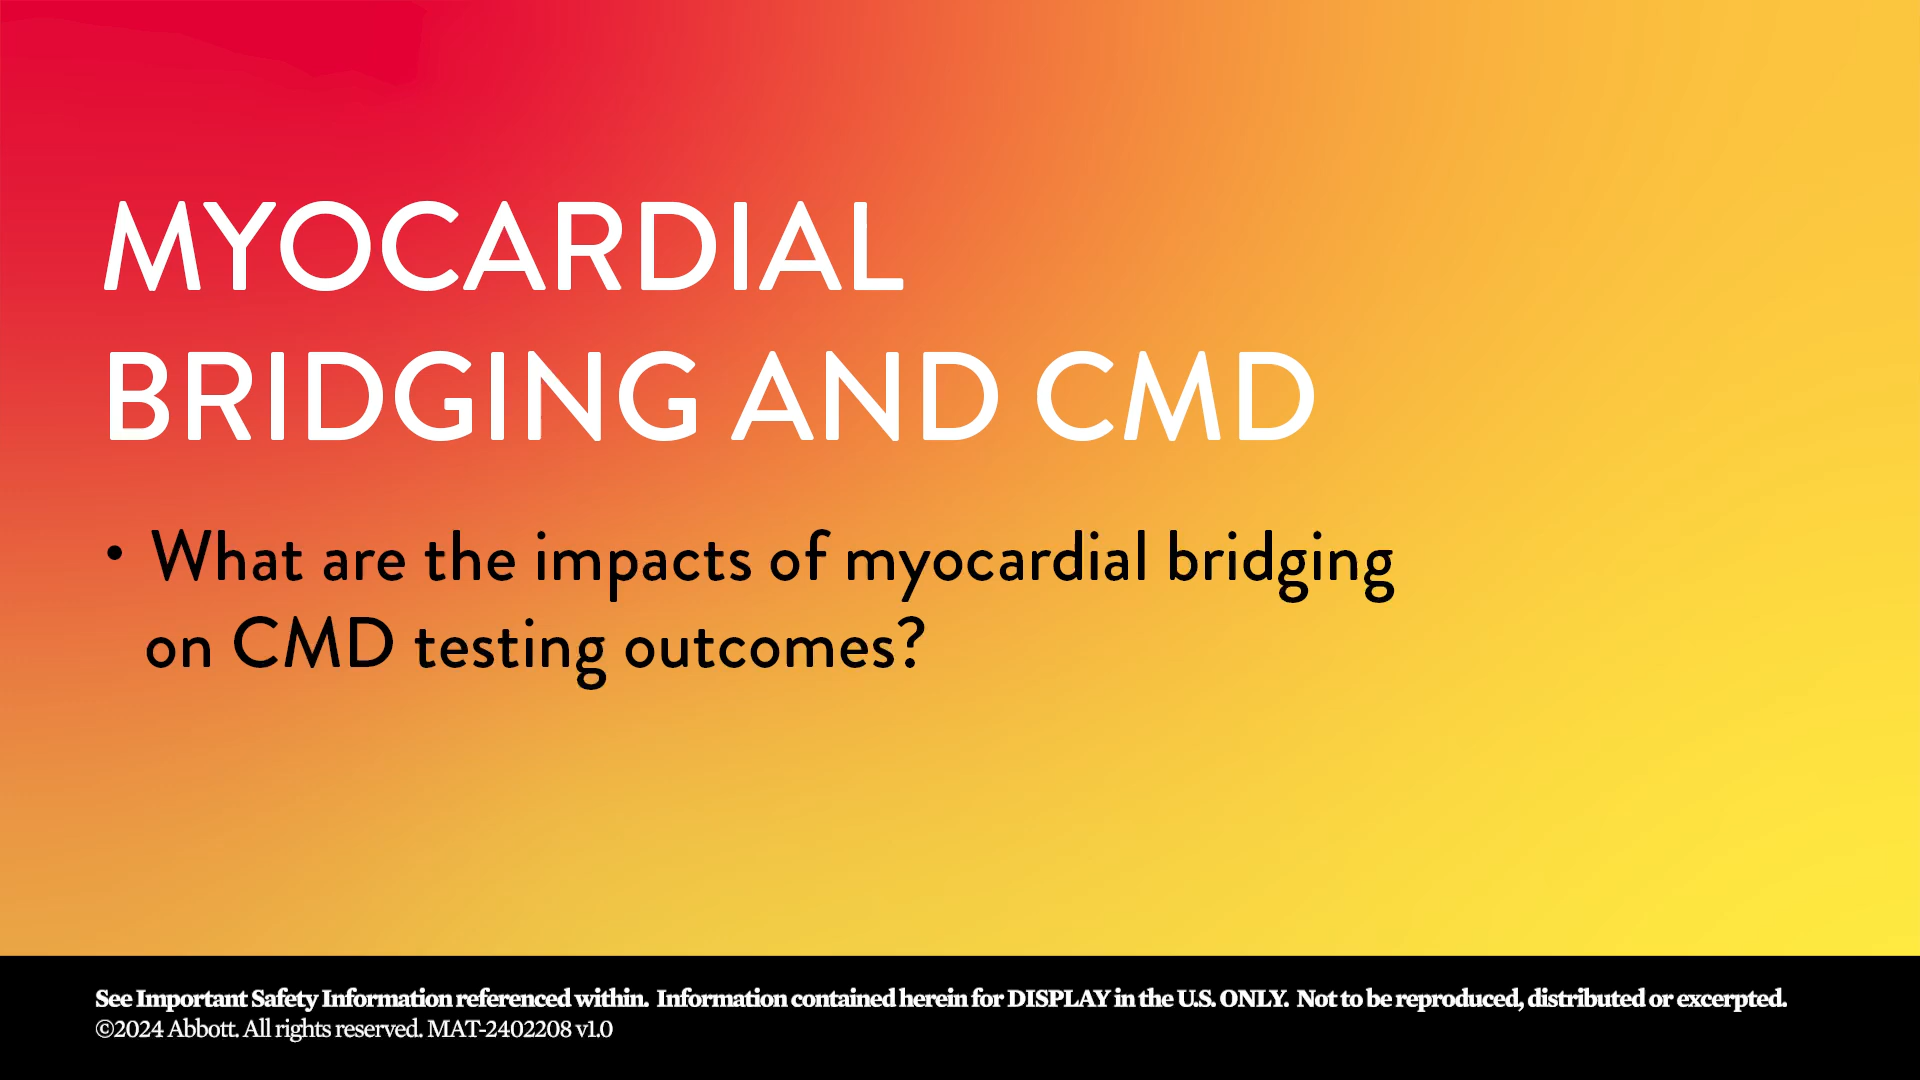 MYOCARDIAL
BRIDGING AND CMD
• What are the impacts of myocardial bridging
on CMD testing outcomes?
See Important Safety Information referenced within. Information contained herein for DISPLAY in the U.S. ONLY. Not to be reproduced, distributed or excerpted.
©2024 Abbott. All rights reserved. MAT-2402208 v1.0